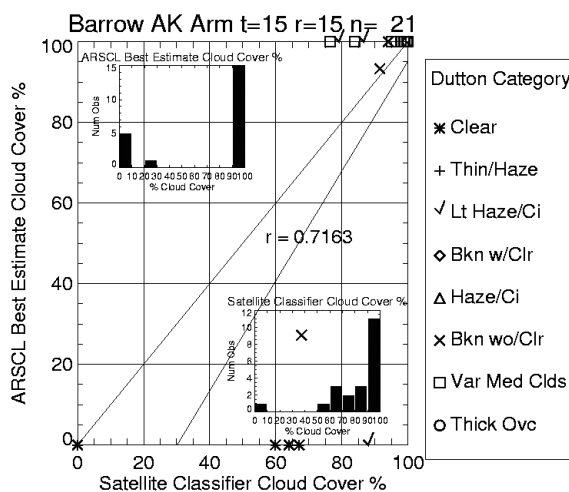 Barrow AK Arm t=15 r=15 n= 21
ARSCL Best Estimate Cloud Cover %
100
80
60
40
20
0
ARSCL Best Estimate Cloud Cover %
Num Obs
15
10
5
0
0 10 20 30 40 50 60 70 80 90100
% Cloud Cover
r = 0.7163
Satellite Classifier Cloud Cover %
Num Obs
12
10
8
6
4
2
0
0 10 20 30 40 50 60 70 80 90100
% Cloud Cover
0 20 40 60 80 100
Satellite Classifier Cloud Cover %
Dutton Category
Clear
Thin/Haze
Lt Haze/Ci
Bkn w/Clr
Haze/Ci
Bkn wo/Clr
Var Med Clds
Thick Ovc